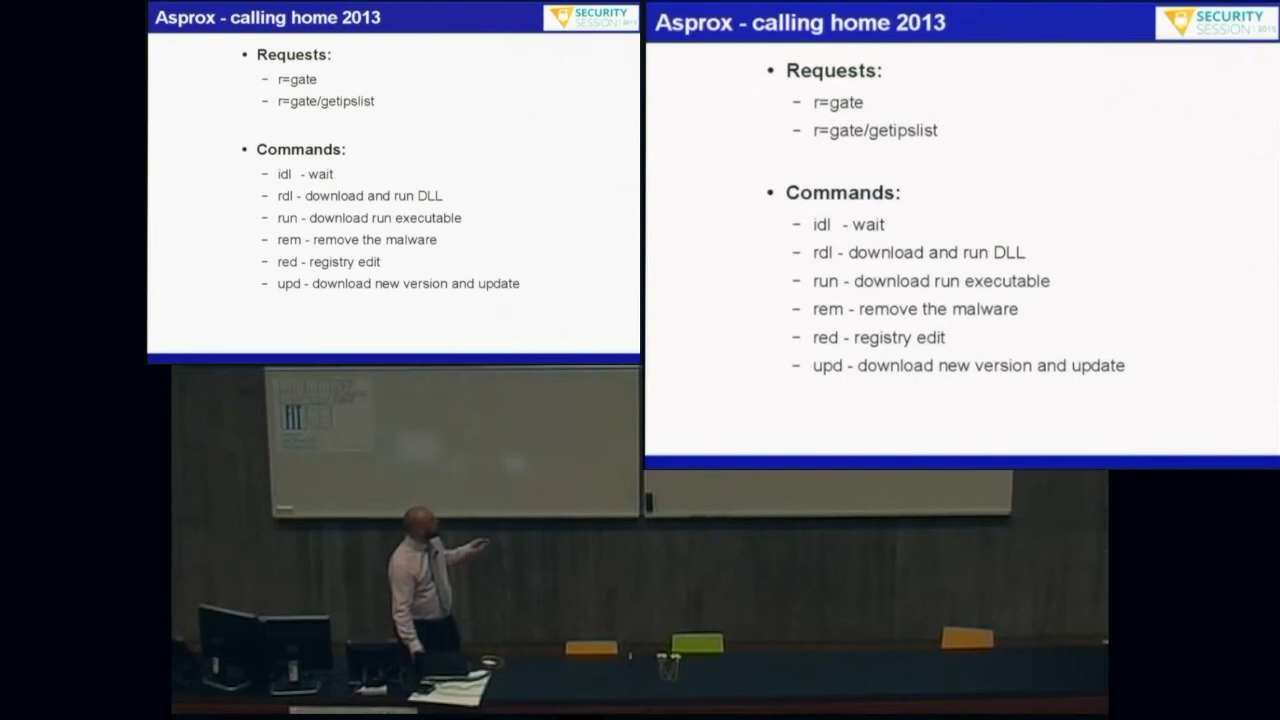 Asprox - calling home 2013
SECURITY
SESSION 2015
• Requests:
– r=gate
– r=gate/getipslist
• Commands:
– idl - wait
– rdl - download and run DLL
– run - download run executable
– rem - remove the malware
– red - registry edit
– upd - download new version and update
Asprox - calling home 2013
SECURITY
SESSION 2015
• Requests:
– r=gate
– r=gate/getipslist
• Commands:
– idl - wait
– rdl - download and run DLL
– run - download run executable
– rem - remove the malware
– red - registry edit
– upd - download new version and update